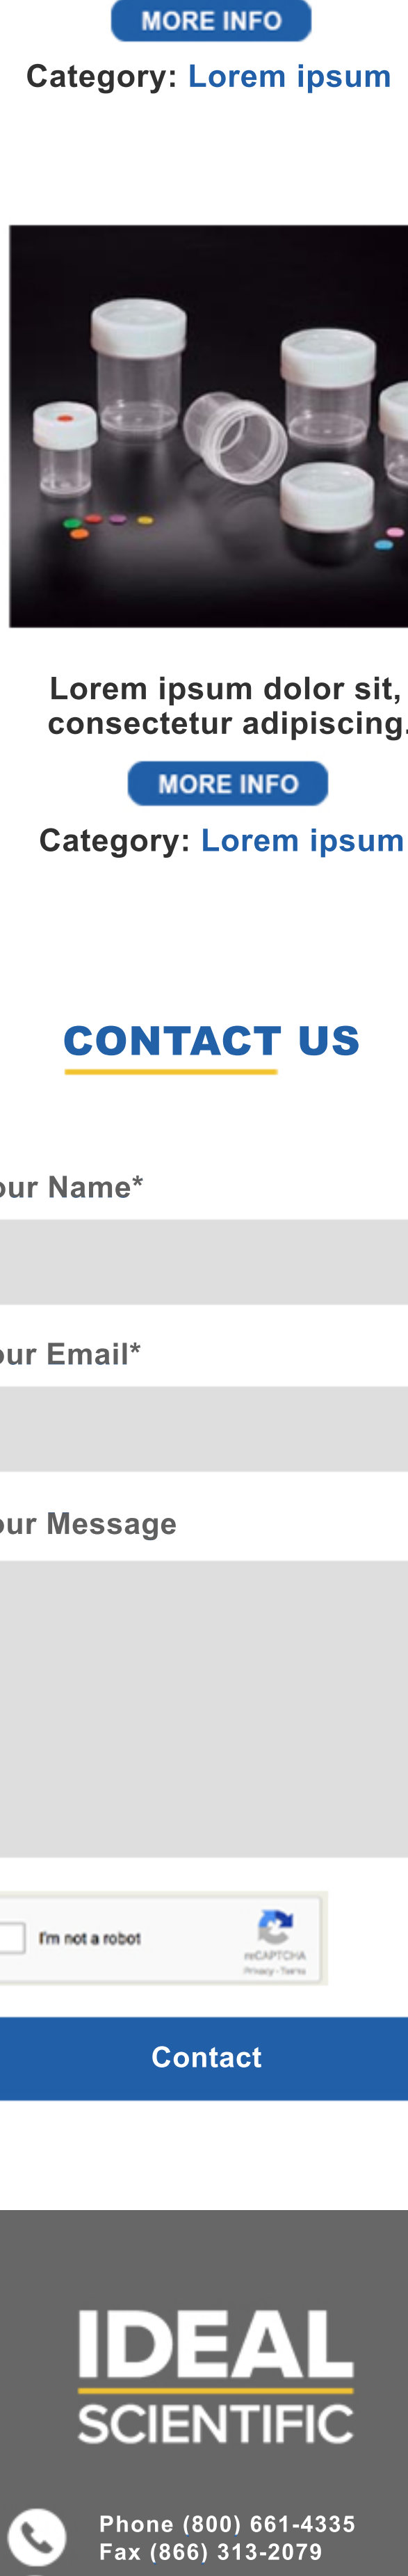 MORE INFO
Category: Lorem ipsum
Lorem ipsum dolor sit,
consectetur adipiscing.
MORE INFO
Category: Lorem ipsum
CONTACT US
our Name*
our Email*
our Message
I'm not a robot
reCAPTCHA
Privacy - Terms
Contact
IDEAL
SCIENTIFIC
Phone (800) 661-4335
Fax (866) 313-2079